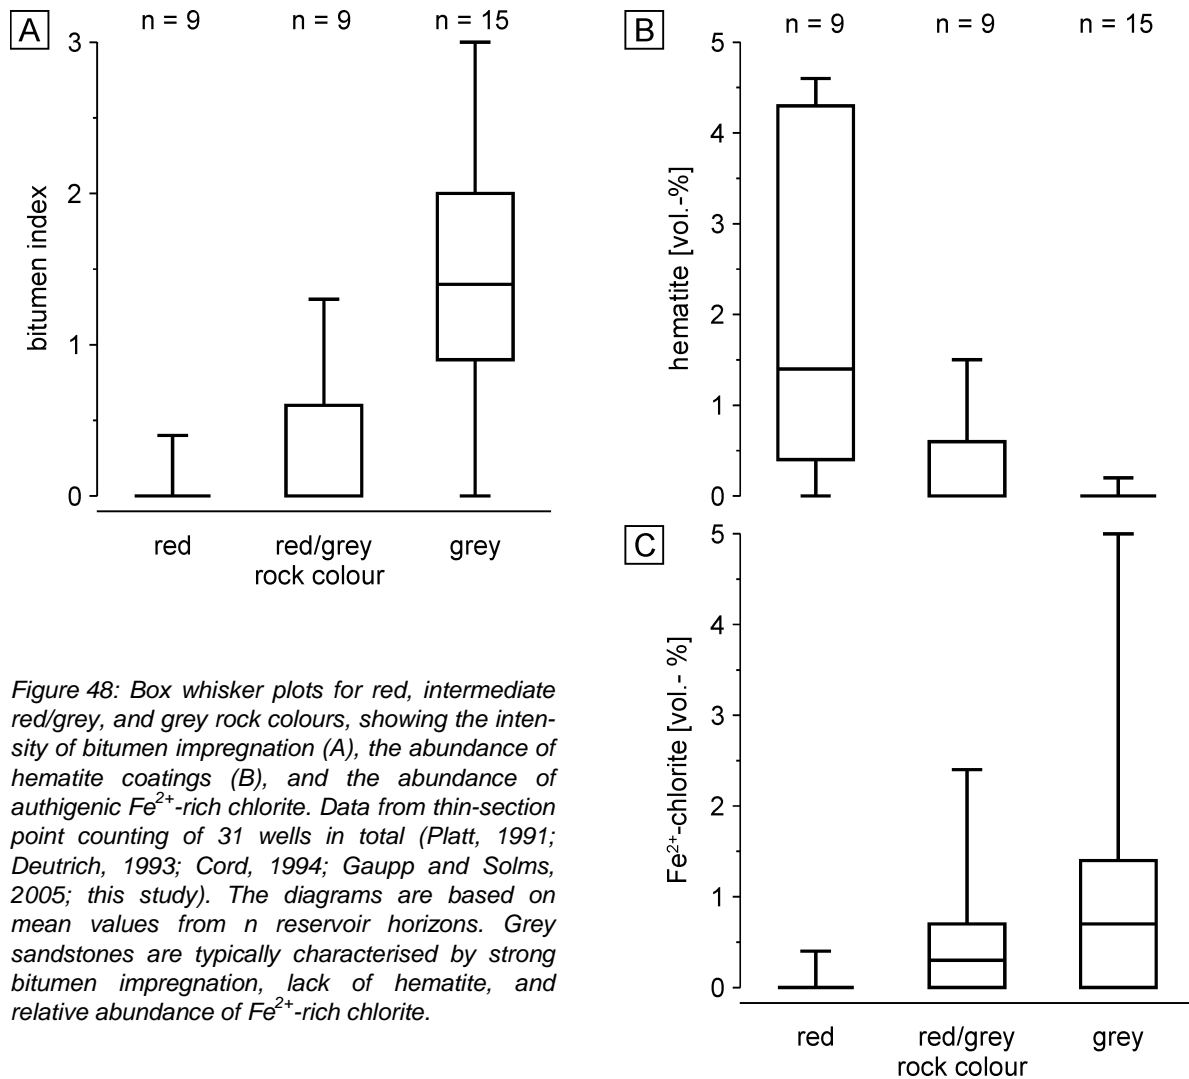 A
n = 9 n = 9 n = 15
3
2
1
0
bitumen index
red red/grey grey
rock colour
B
n = 9 n = 9 n = 15
5
4
3
2
1
0
hematite [vol.-%]
C
5
4
3
2
1
0
Fe²⁺-chlorite [vol.- %]
red red/grey grey
rock colour
Figure 48: Box whisker plots for red, intermediate
red/grey, and grey rock colours, showing the inten-
sity of bitumen impregnation (A), the abundance of
hematite coatings (B), and the abundance of
authigenic Fe²⁺-rich chlorite. Data from thin-section
point counting of 31 wells in total (Platt, 1991;
Deutrich, 1993; Cord, 1994; Gaupp and Solms,
2005; this study). The diagrams are based on
mean values from n reservoir horizons. Grey
sandstones are typically characterised by strong
bitumen impregnation, lack of hematite, and
relative abundance of Fe²⁺-rich chlorite.